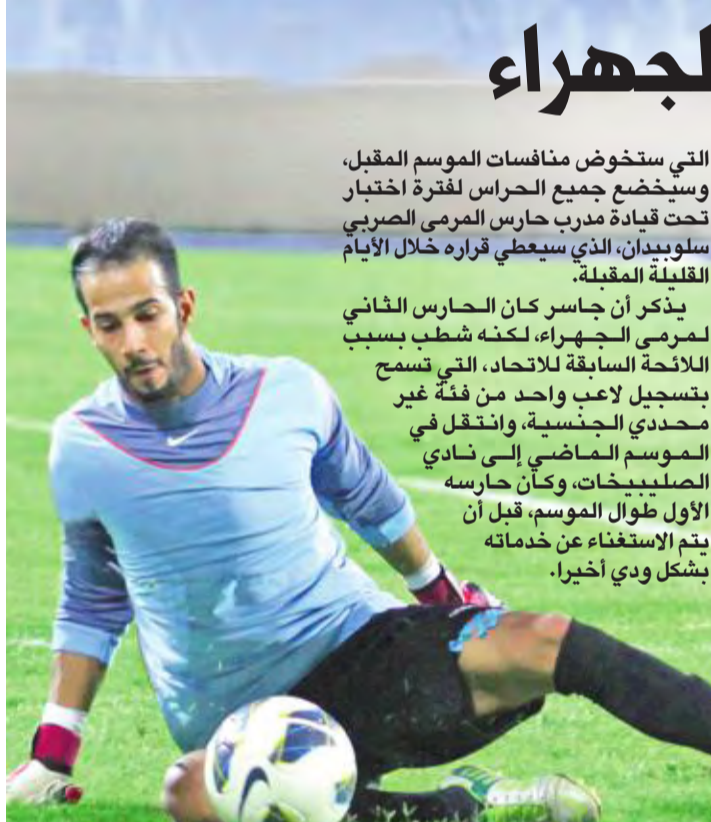 لجهراء
التي ستخوض منافسات الموسم المقبل،
وسيخضع جميع الحراس لفترة اختبار
تحت قيادة مدرب حارس المرمى الصربي
سلوبيدان، الذي سيعطي قراره خلال الأيام
القليلة المقبلة.
يذكر أن جاسر كان الحارس الثاني
لمرمى الجهراء، لكنه شطب بسبب
اللائحة السابقة للاتحاد، التي تسمح
بتسجيل لاعب واحد من فئة غير
محددي الجنسية، وانتقل في
الموسم الماضي إلى نادي
الصليبيخات، وكان حارسه
الأول طوال الموسم، قبل أن
يتم الاستغناء عن خدماته
بشكل ودي أخيرا.